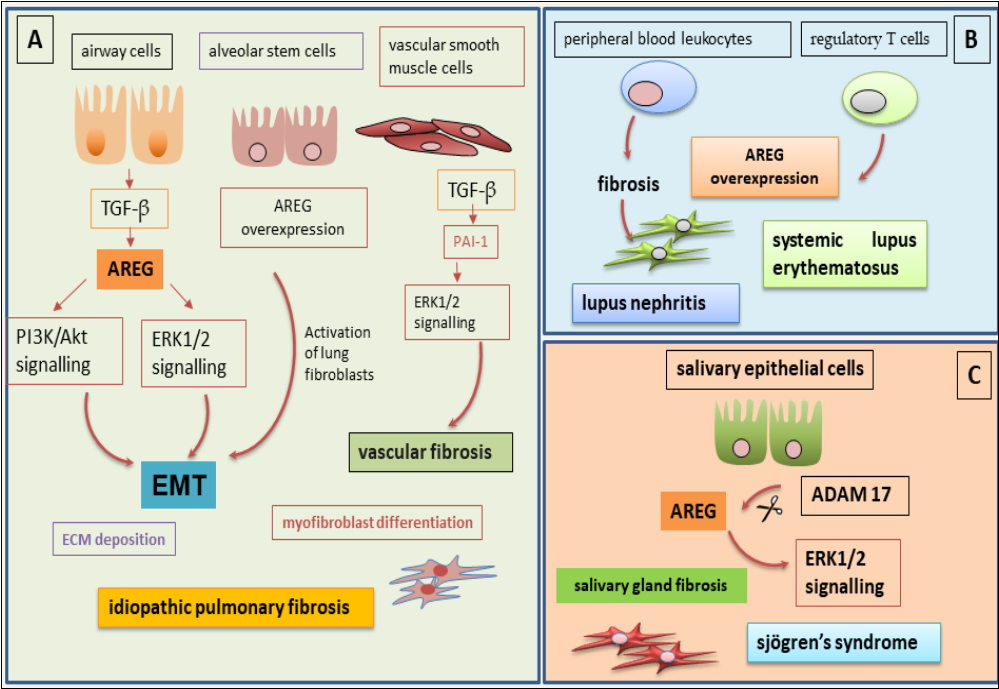 A
airway cells
alveolar stem cells
vascular smooth
muscle cells
TGF-β
AREG
overexpression
TGF-β
PAI-1
AREG
PI3K/Akt
signalling
ERK1/2
signalling
Activation
of lung
fibroblasts
ERK1/2
signalling
vascular fibrosis
EMT
ECM deposition
myofibroblast differentiation
idiopathic pulmonary fibrosis
B
peripheral blood leukocytes
regulatory T cells
fibrosis
AREG
overexpression
systemic lupus
erythematosus
lupus nephritis
C
salivary epithelial cells
ADAM 17
AREG
ERK1/2
signalling
salivary gland fibrosis
sjögren's syndrome